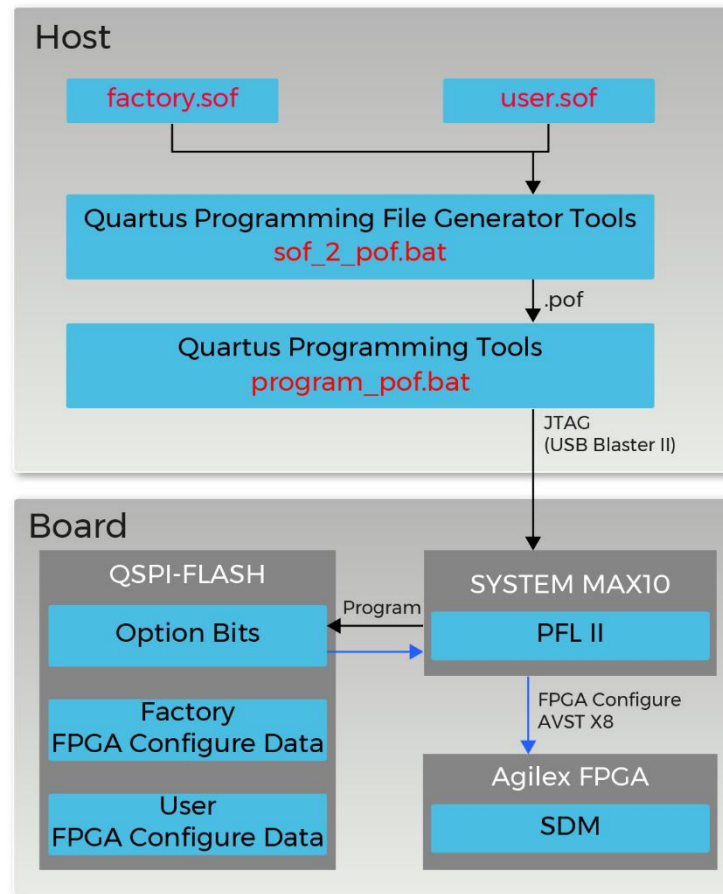 Host
factory.sof
user.sof
Quartus Programming File Generator Tools
sof_2_pof.bat
.pof
Quartus Programming Tools
program_pof.bat
JTAG
(USB Blaster II)
Board
QSPI-FLASH
Option Bits
Factory
FPGA Configure Data
User
FPGA Configure Data
Program
SYSTEM MAX10
PFL II
FPGA Configure
AVST X8
Agilex FPGA
SDM